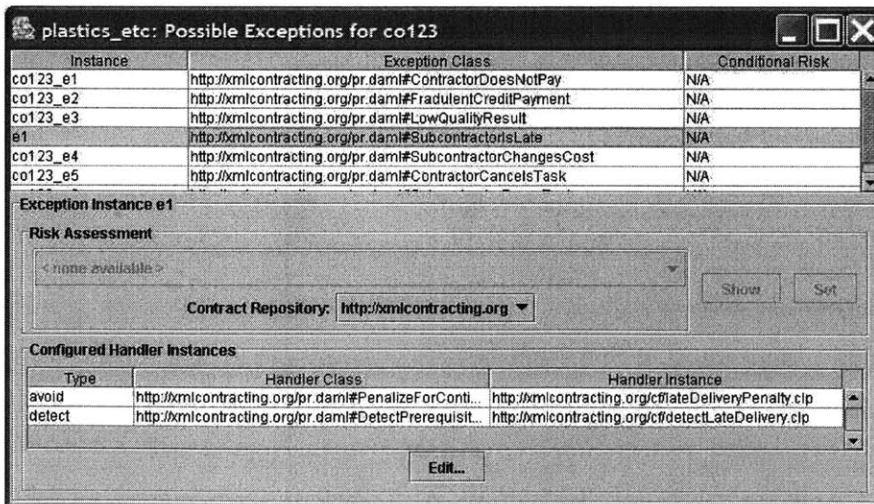 plastics_etc: Possible Exceptions for co123
Instance Exception Class Conditional Risk
co123_e1 http://xmlcontracting.org/pr.daml#ContractorDoesNotPay N/A
co123_e2 http://xmlcontracting.org/pr.daml#FradulentCreditPayment N/A
co123_e3 http://xmlcontracting.org/pr.daml#LowQualityResult N/A
e1 http://xmlcontracting.org/pr.daml#SubcontractorIsLate N/A
co123_e4 http://xmlcontracting.org/pr.daml#SubcontractorChangesCost N/A
co123_e5 http://xmlcontracting.org/pr.daml#ContractorCancelsTask N/A
Exception Instance e1
Risk Assessment
< none available >
Show Set
Contract Repository: http://xmlcontracting.org
Configured Handler Instances
Type Handler Class Handler Instance
avoid http://xmlcontracting.org/pr.daml#PenalizeForConti... http://xmlcontracting.org/cf/lateDeliveryPenalty.clp
detect http://xmlcontracting.org/pr.daml#DetectPrerequisit... http://xmlcontracting.org/cf/detectLateDelivery.clp
Edit...